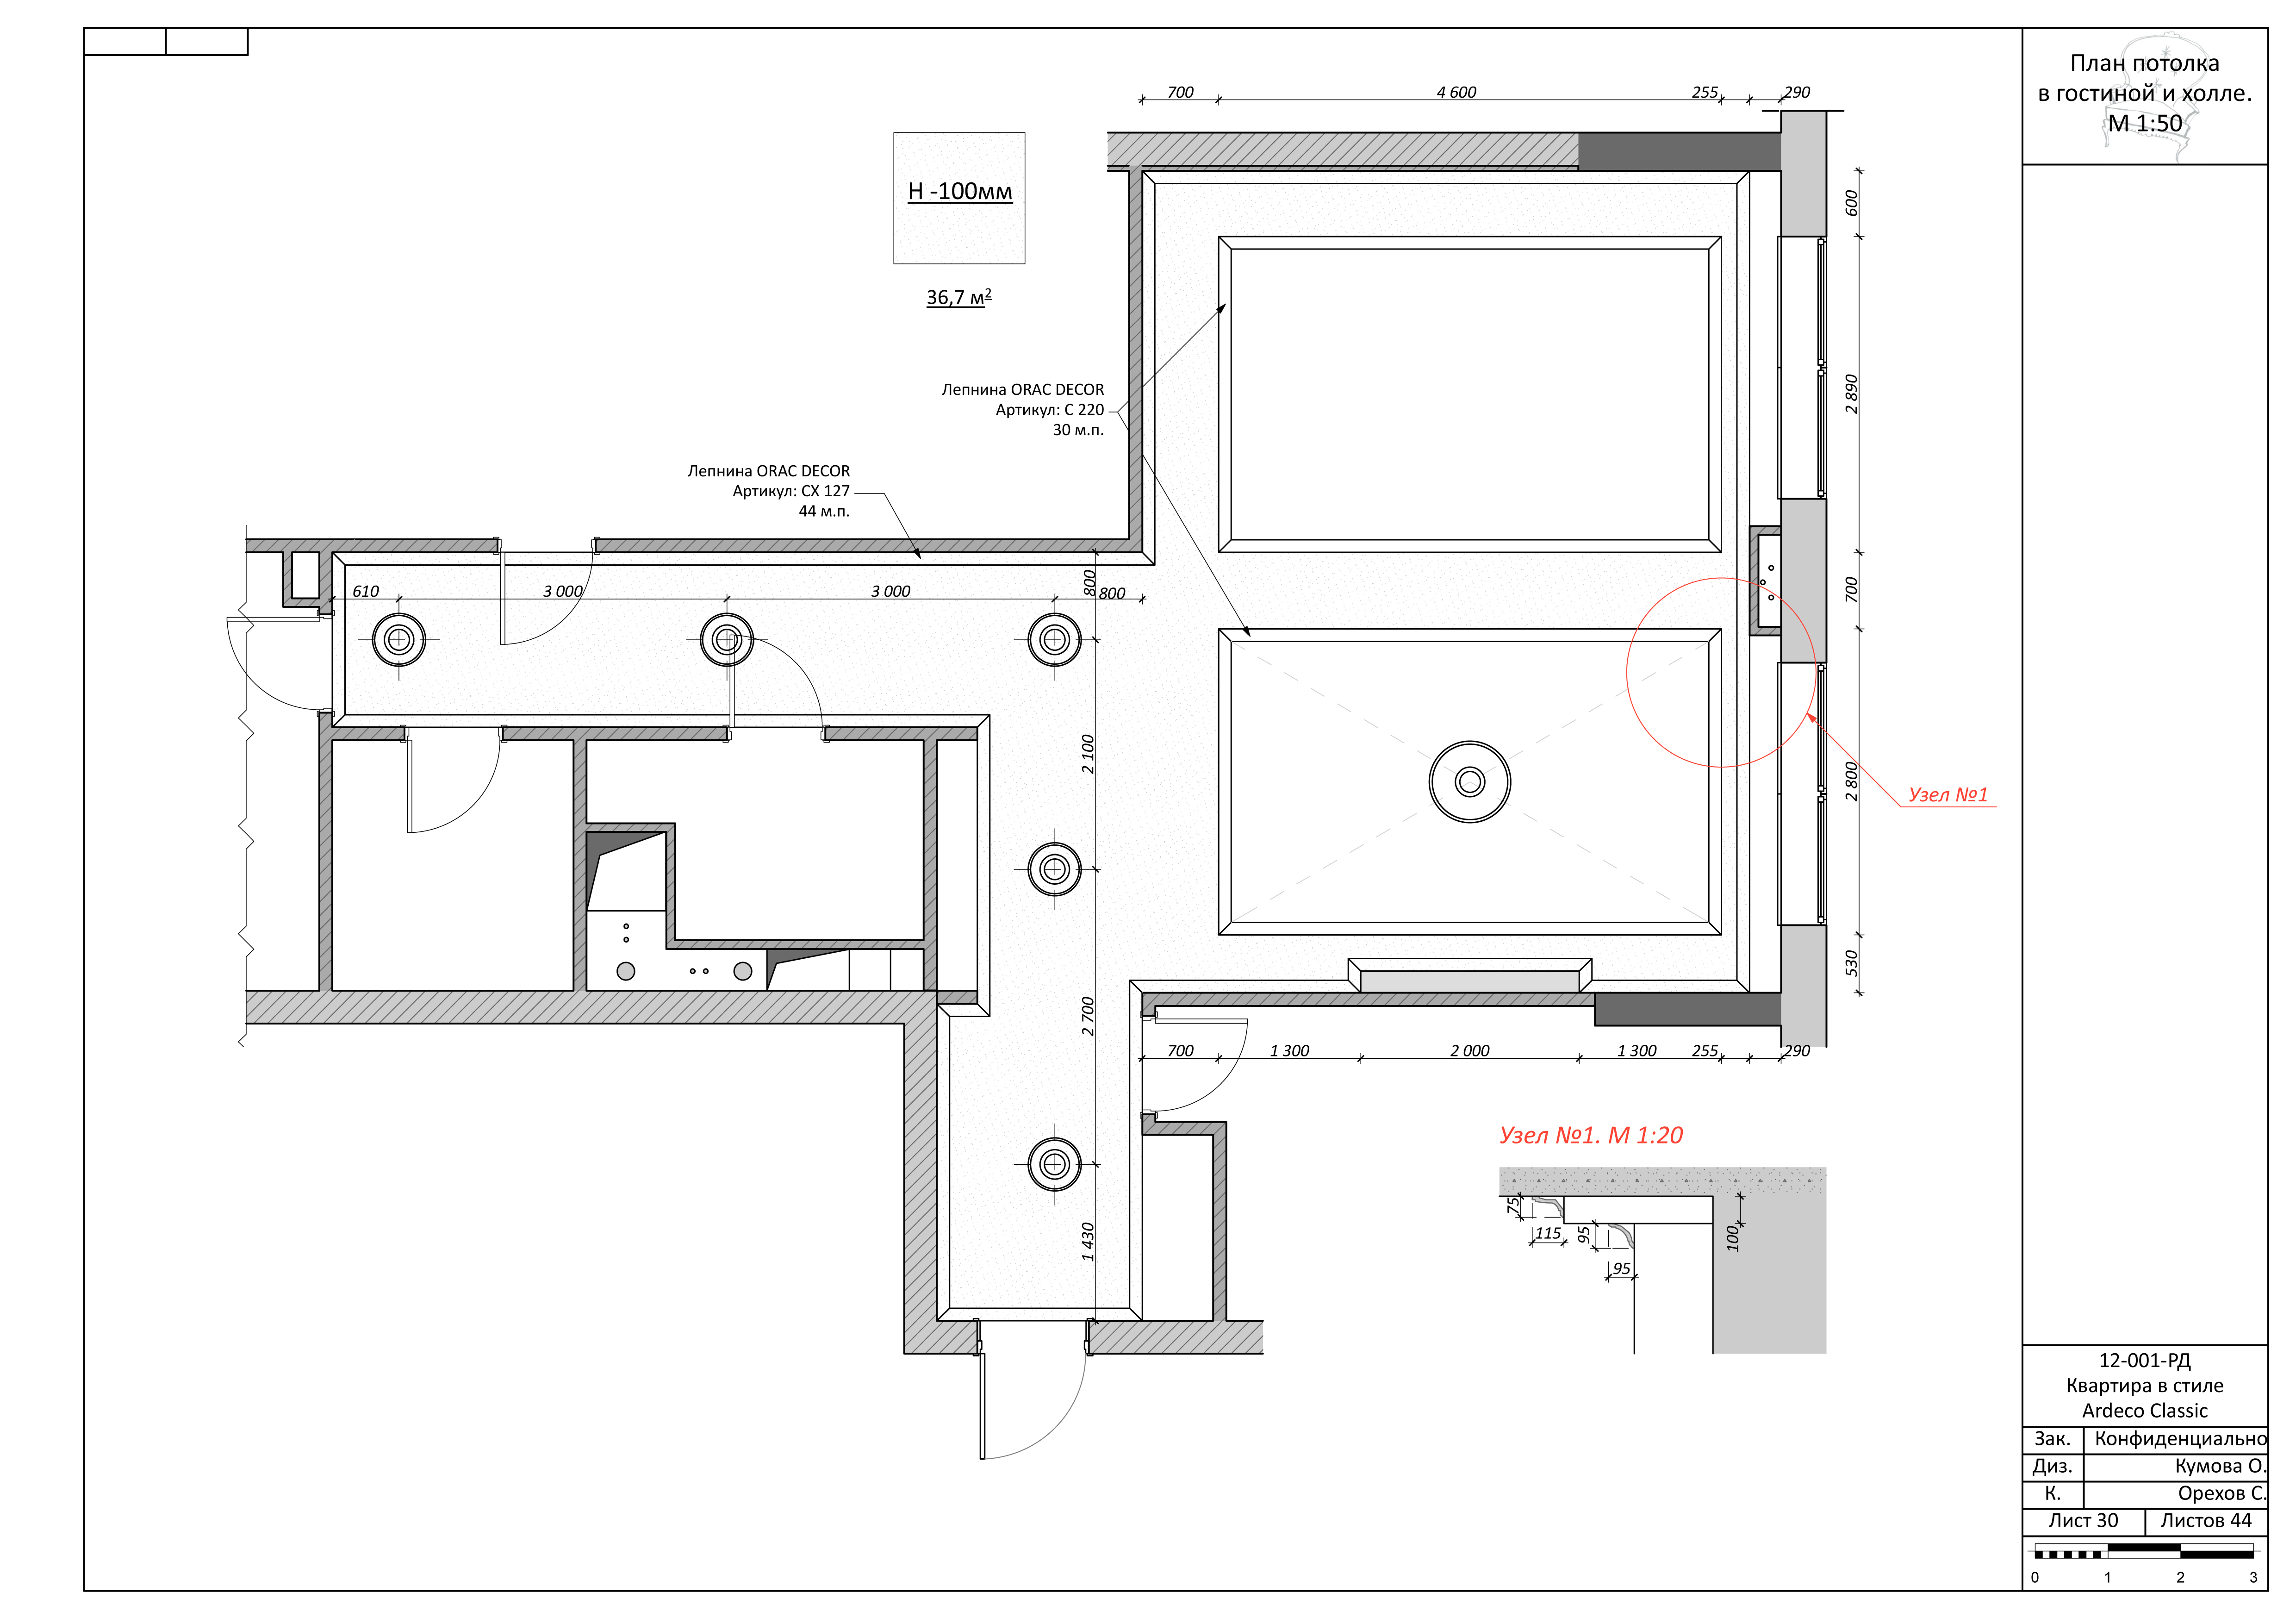 План потолка
в гостиной и холле.
М 1:50
700
4 600
255
290
Н -100мм
36,7 м²
600
2 890
700
2 800
530
Лепнина ORAC DECOR
Артикул: С 220
30 м.п.
Лепнина ORAC DECOR
Артикул: СХ 127
44 м.п.
610
3 000
3 000
800
800
2 100
2 700
1 430
Узел №1
700
1 300
2 000
1 300
255
290
Узел №1. М 1:20
75
115
95
95
100
12-001-РД
Квартира в стиле
Ardeco Classic
Зак. Конфиденциально
Диз. Кумова О.
К. Орехов С.
Лист 30 Листов 44
0 1 2 3